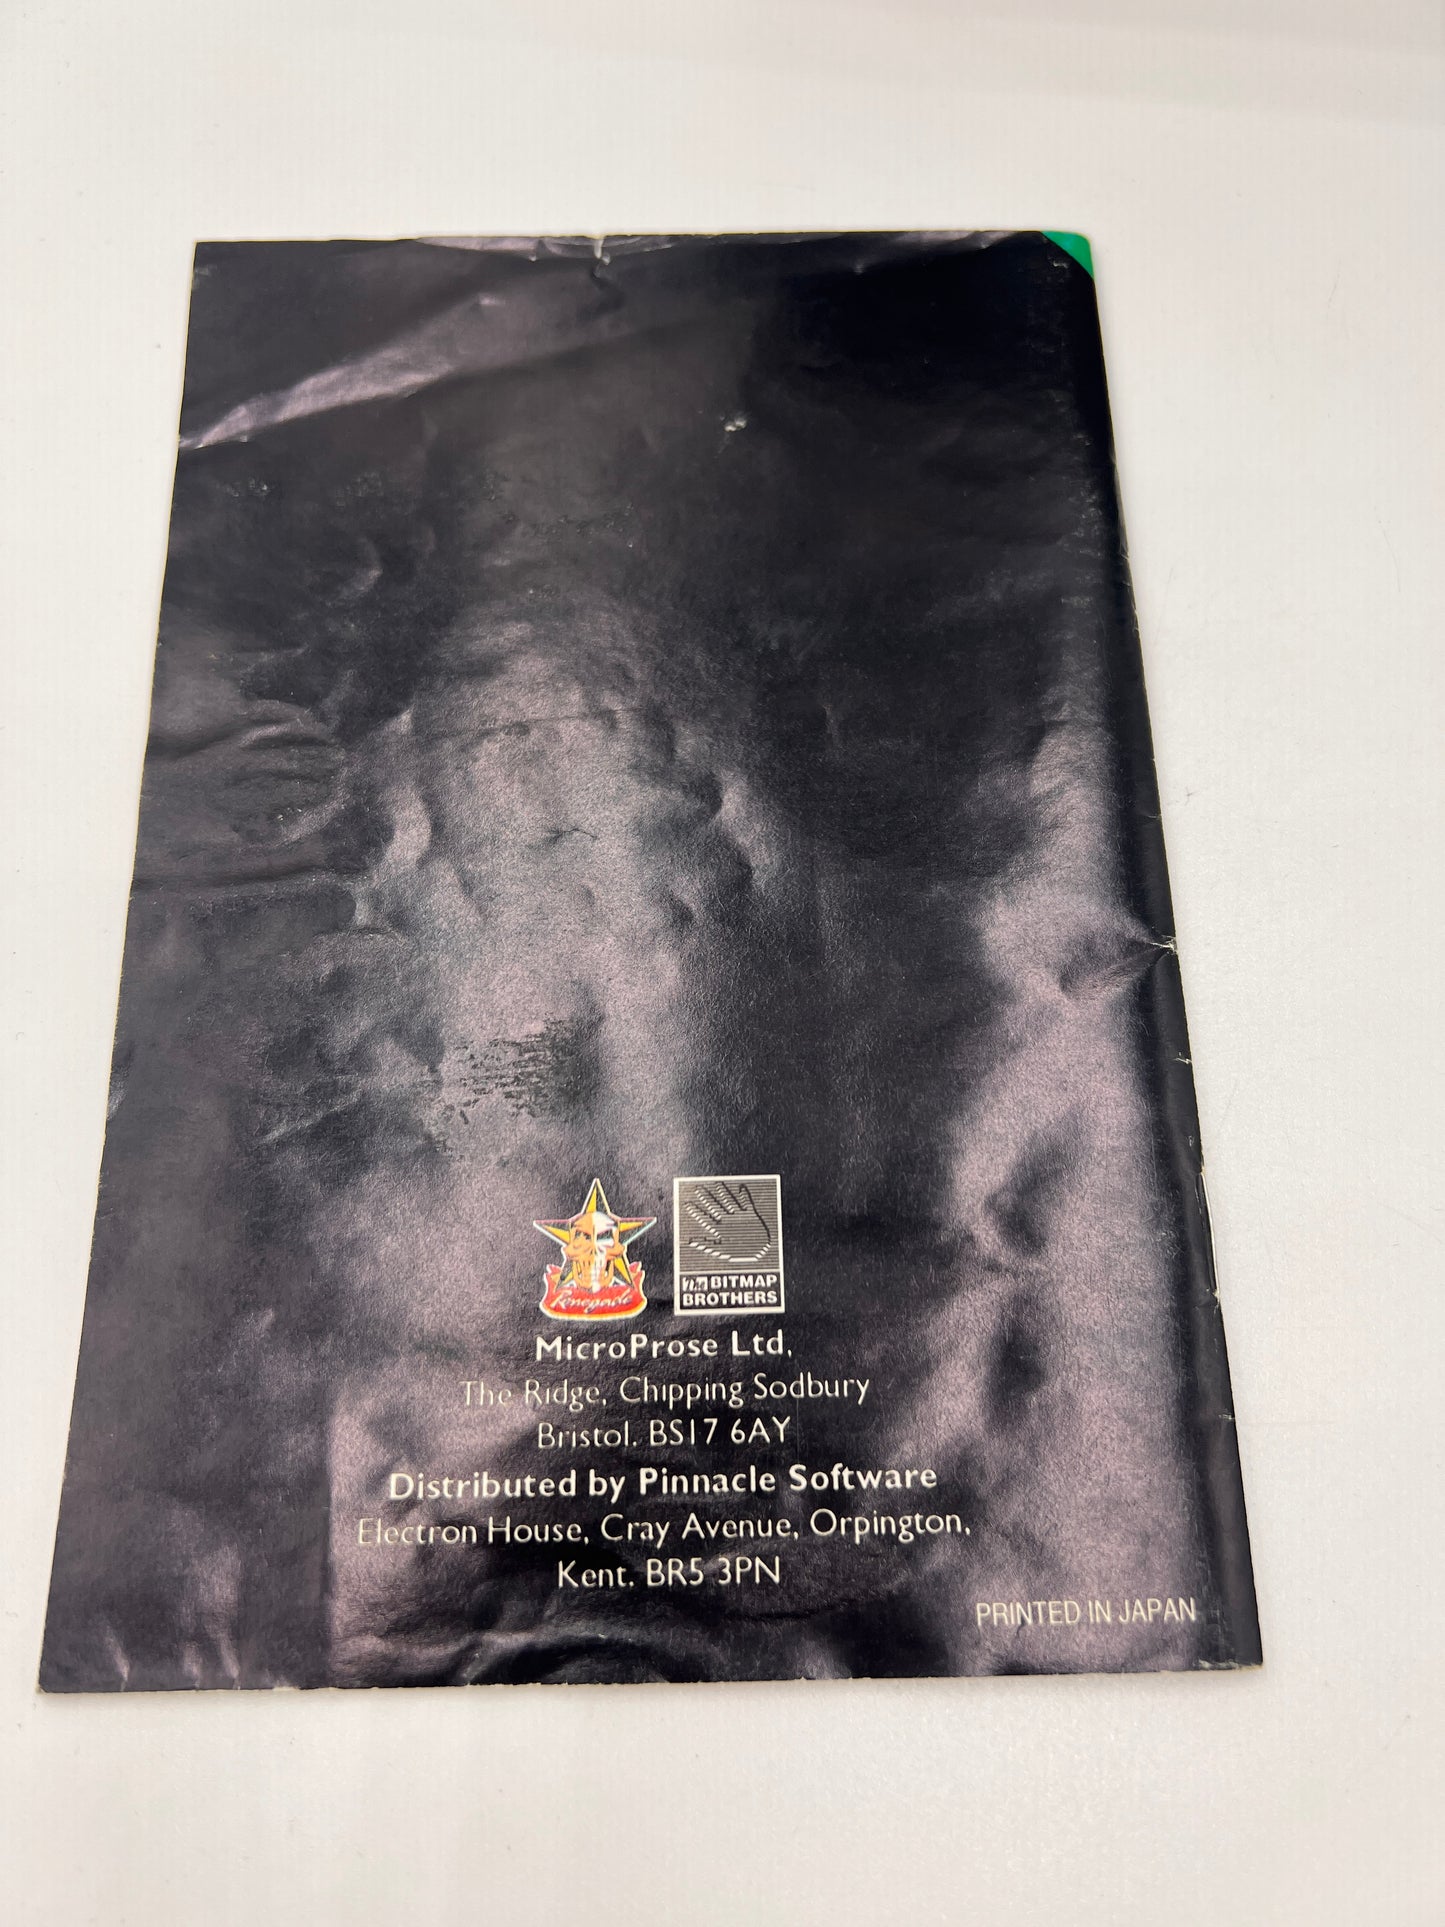 Renegade
THE BITMAP
BROTHERS
MicroProse Ltd,
The Ridge, Chipping Sodbury
Bristol. BS17 6AY
Distributed by Pinnacle Software
Electron House, Cray Avenue, Orpington,
Kent. BR5 3PN
PRINTED IN JAPAN